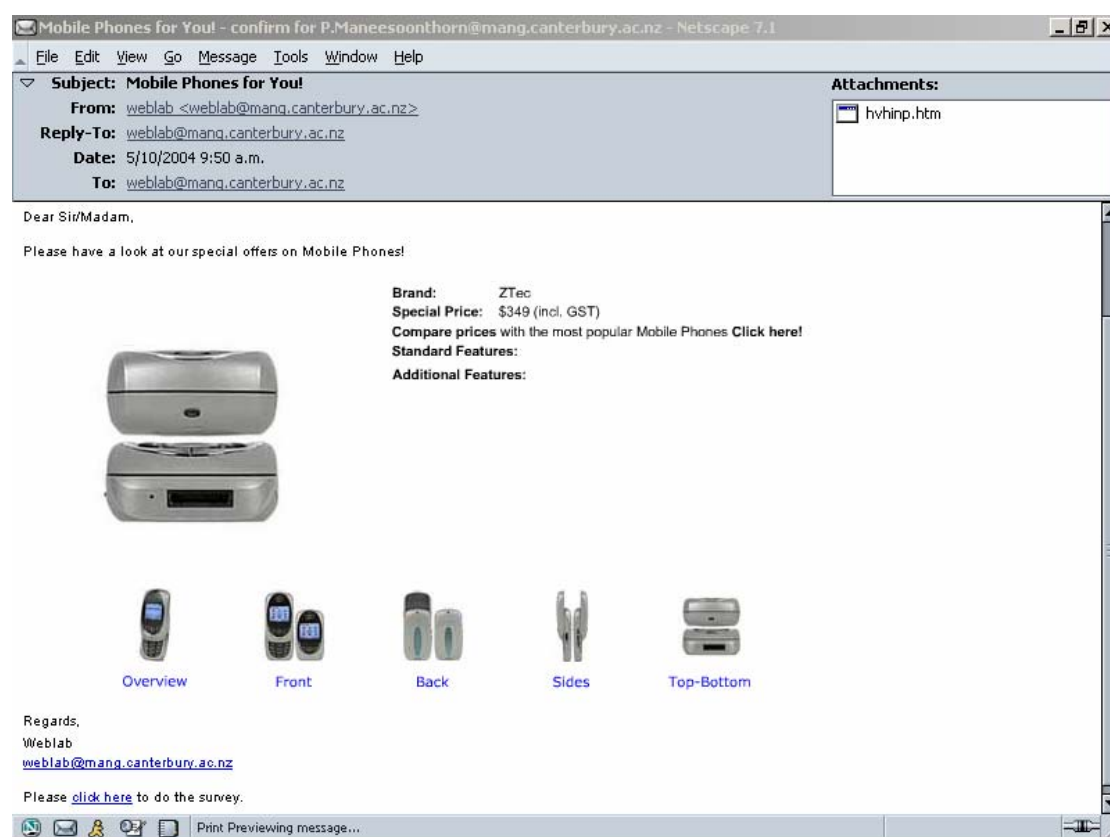 Mobile Phones for You! - confirm for P.Maneesoonthorn@mang.canterbury.ac.nz - Netscape 7.1
File Edit View Go Message Tools Window Help
Subject: Mobile Phones for You!
From: weblab <weblab@mang.canterbury.ac.nz>
Reply-To: weblab@mang.canterbury.ac.nz
Date: 5/10/2004 9:50 a.m.
To: weblab@mang.canterbury.ac.nz
Attachments:
hvhinp.htm
Dear Sir/Madam,
Please have a look at our special offers on Mobile Phones!
Brand: ZTec
Special Price: $349 (incl. GST)
Compare prices with the most popular Mobile Phones Click here!
Standard Features:
Additional Features:
Overview Front Back Sides Top-Bottom
Regards,
Weblab
weblab@mang.canterbury.ac.nz
Please click here to do the survey.
Print Previewing message...